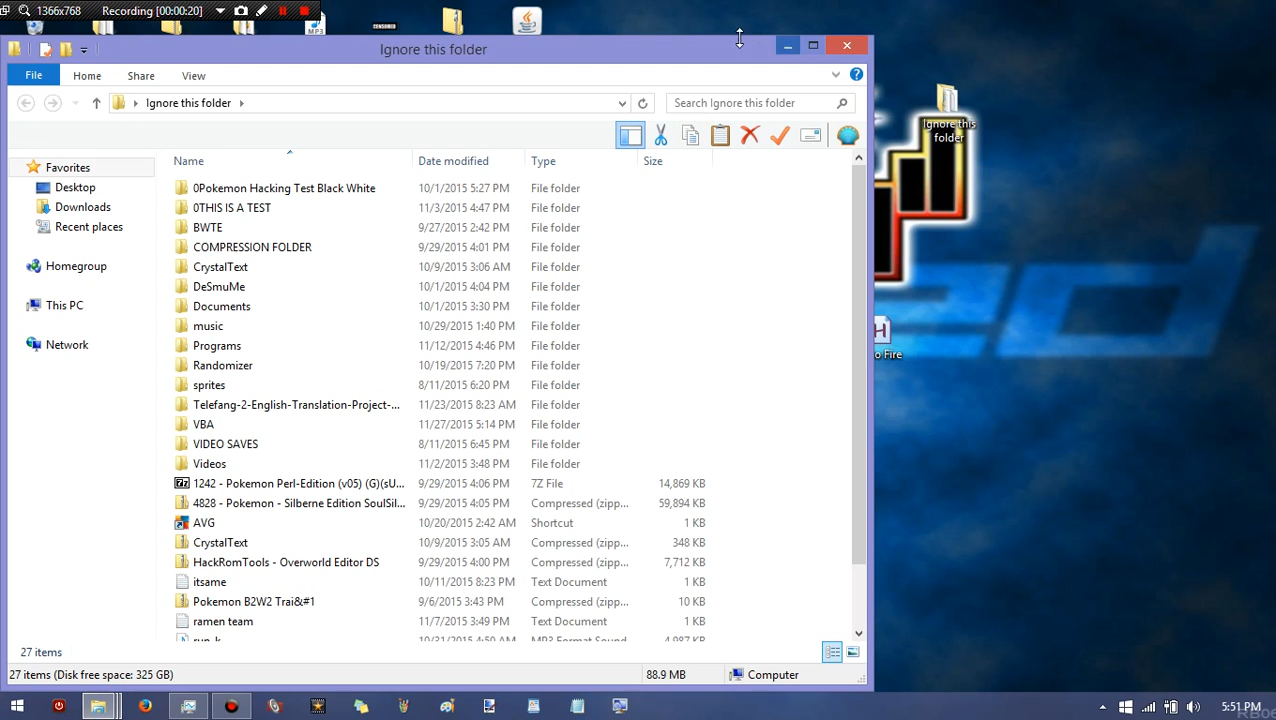 1366x768 Recording [00:00:20]
MP3
CENSORED
Ignore this folder
File Home Share View
Ignore this folder
Search Ignore this folder
Name Date modified Type Size
Favorites
Desktop
Downloads
Recent places
Homegroup
This PC
Network
0Pokemon Hacking Test Black White 10/1/2015 5:27 PM File folder
0THIS IS A TEST 11/3/2015 4:47 PM File folder
BWTE 9/27/2015 2:42 PM File folder
COMPRESSION FOLDER 9/29/2015 4:01 PM File folder
CrystalText 10/9/2015 3:06 AM File folder
DeSmuMe 10/1/2015 4:04 PM File folder
Documents 10/1/2015 3:30 PM File folder
music 10/29/2015 1:40 PM File folder
Programs 11/12/2015 4:46 PM File folder
Randomizer 10/19/2015 7:20 PM File folder
sprites 8/11/2015 6:20 PM File folder
Telefang-2-English-Translation-Project-... 11/23/2015 8:23 AM File folder
VBA 11/27/2015 5:14 PM File folder
VIDEO SAVES 8/11/2015 6:45 PM File folder
Videos 11/2/2015 3:48 PM File folder
1242 - Pokemon Perl-Edition (v05) (G)(sU... 9/29/2015 4:06 PM 7Z File 14,869 KB
4828 - Pokemon - Silberne Edition SoulSil... 9/29/2015 4:05 PM Compressed (zipp... 59,894 KB
AVG 10/20/2015 2:42 AM Shortcut 1 KB
CrystalText 10/9/2015 3:05 AM Compressed (zipp... 348 KB
HackRomTools - Overworld Editor DS 9/29/2015 4:00 PM Compressed (zipp... 7,712 KB
itsame 10/11/2015 8:23 PM Text Document 1 KB
Pokemon B2W2 Trai&#1 9/6/2015 3:43 PM Compressed (zipp... 10 KB
ramen team 11/7/2015 3:49 PM Text Document 1 KB
10/31/2015 4:50 AM MP3 Format Sound 4,987 KB
27 items
27 items (Disk free space: 325 GB) 88.9 MB Computer
Ignore this
folder
o Fire
5:51 PM